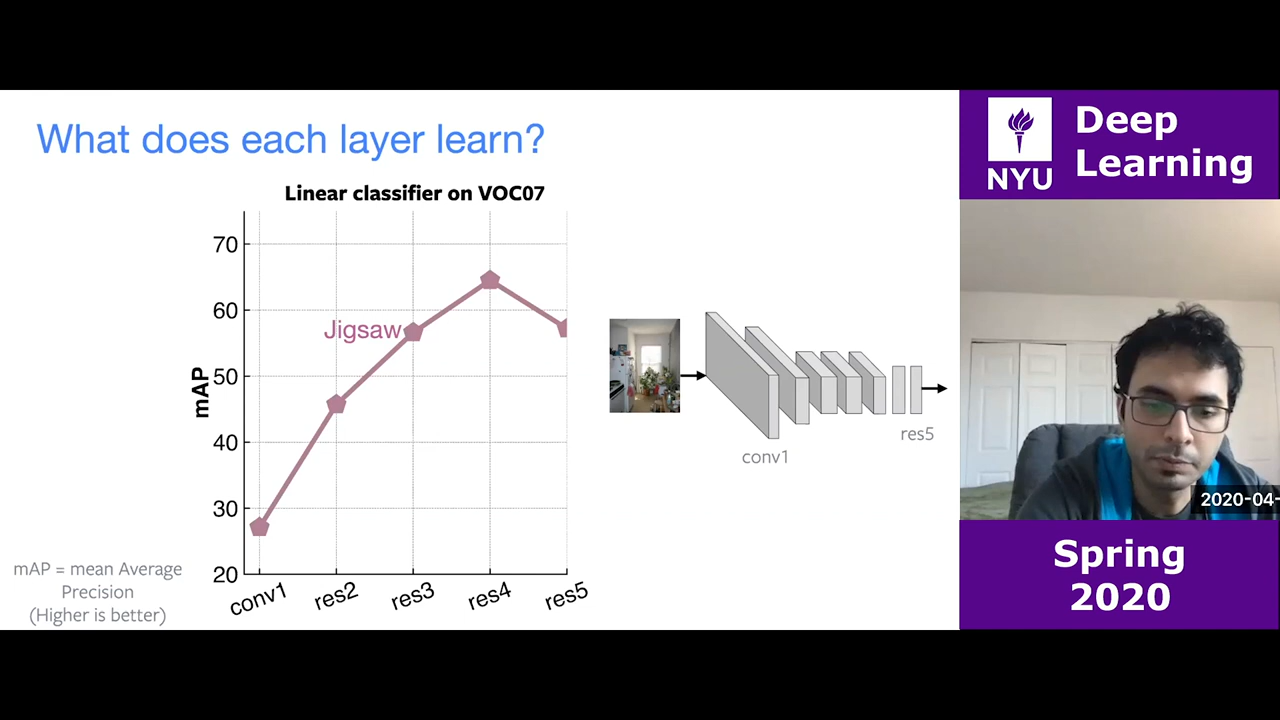 What does each layer learn?
Linear classifier on VOC07
70
60
50
40
30
20
mAP
Jigsaw
conv1
res2
res3
res4
res5
conv1
res5
mAP = mean Average
Precision
(Higher is better)
NYU
Deep
Learning
2020-04-
Spring
2020